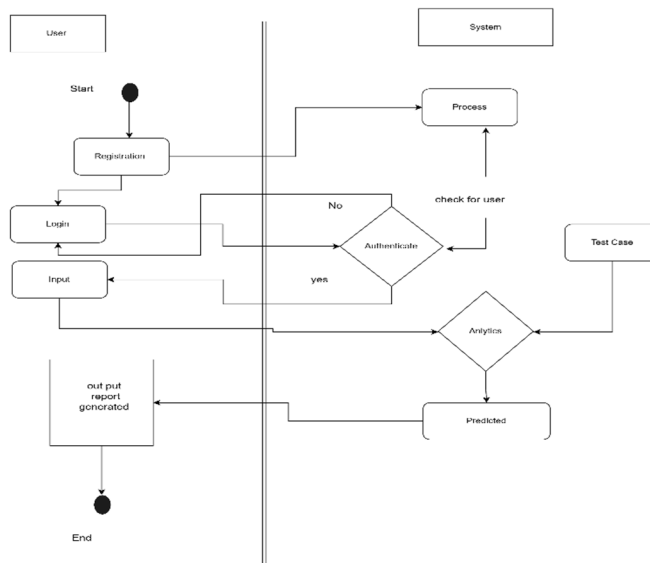 User
System
Start
Process
Registration
No
check for user
Login
Authenticate
Test Case
Input
yes
Anlytics
out put
report
generated
Predicted
End